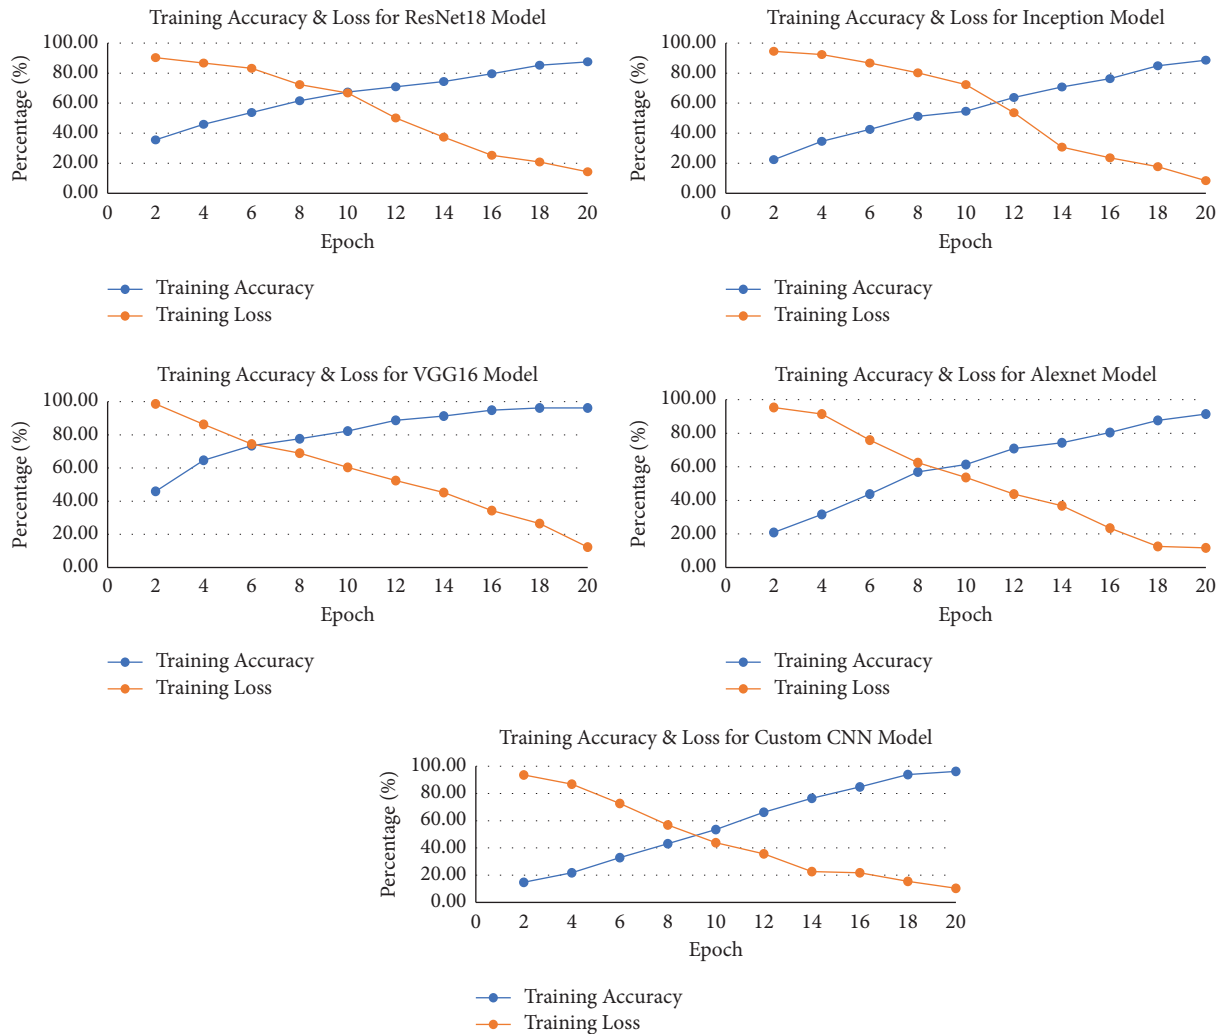 Training Accuracy & Loss for ResNet18 Model
Percentage (%)
100.00
80.00
60.00
40.00
20.00
0.00
0 2 4 6 8 10 12 14 16 18 20
Epoch
Training Accuracy
Training Loss
Training Accuracy & Loss for Inception Model
Percentage (%)
100.00
80.00
60.00
40.00
20.00
0.00
0 2 4 6 8 10 12 14 16 18 20
Epoch
Training Accuracy
Training Loss
Training Accuracy & Loss for VGG16 Model
Percentage (%)
100.00
80.00
60.00
40.00
20.00
0.00
0 2 4 6 8 10 12 14 16 18 20
Epoch
Training Accuracy
Training Loss
Training Accuracy & Loss for Alexnet Model
Percentage (%)
100.00
80.00
60.00
40.00
20.00
0.00
0 2 4 6 8 10 12 14 16 18 20
Epoch
Training Accuracy
Training Loss
Training Accuracy & Loss for Custom CNN Model
Percentage (%)
100.00
80.00
60.00
40.00
20.00
0.00
0 2 4 6 8 10 12 14 16 18 20
Epoch
Training Accuracy
Training Loss